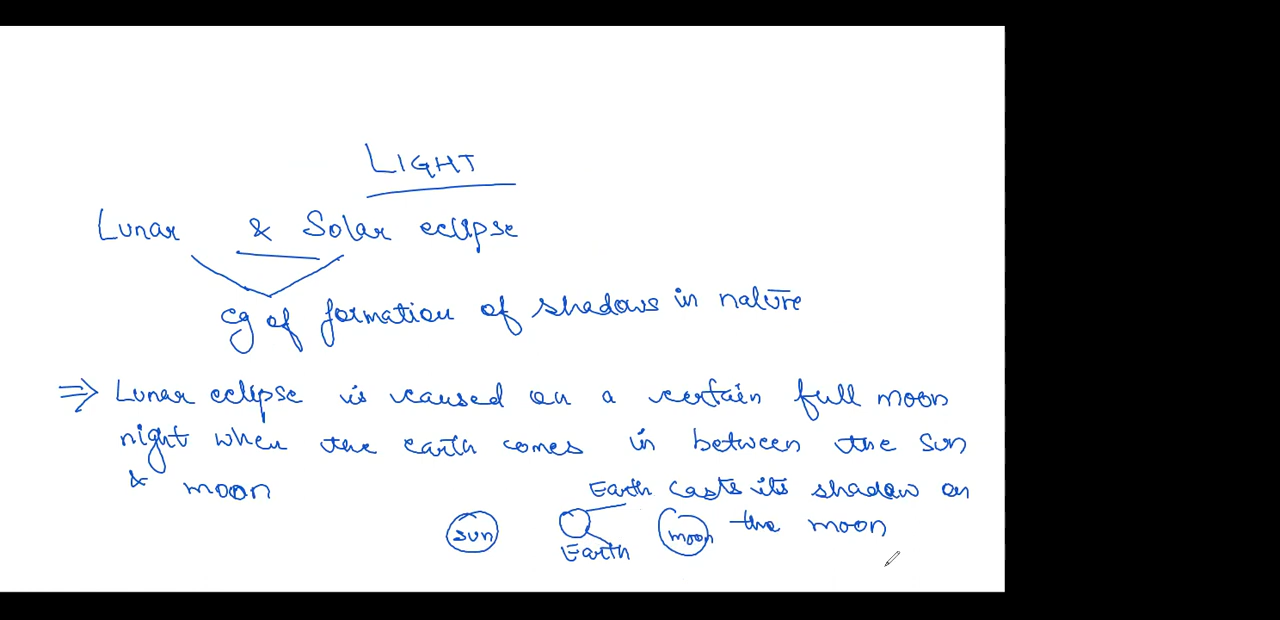 LIGHT
Lunar & Solar eclipse
eg of formation of shadows in nature
⇒ Lunar eclipse is caused on a certain full moon
night when the earth comes in between the sun
& moon
Earth casts its shadow on
the moon
sun
Earth
moon